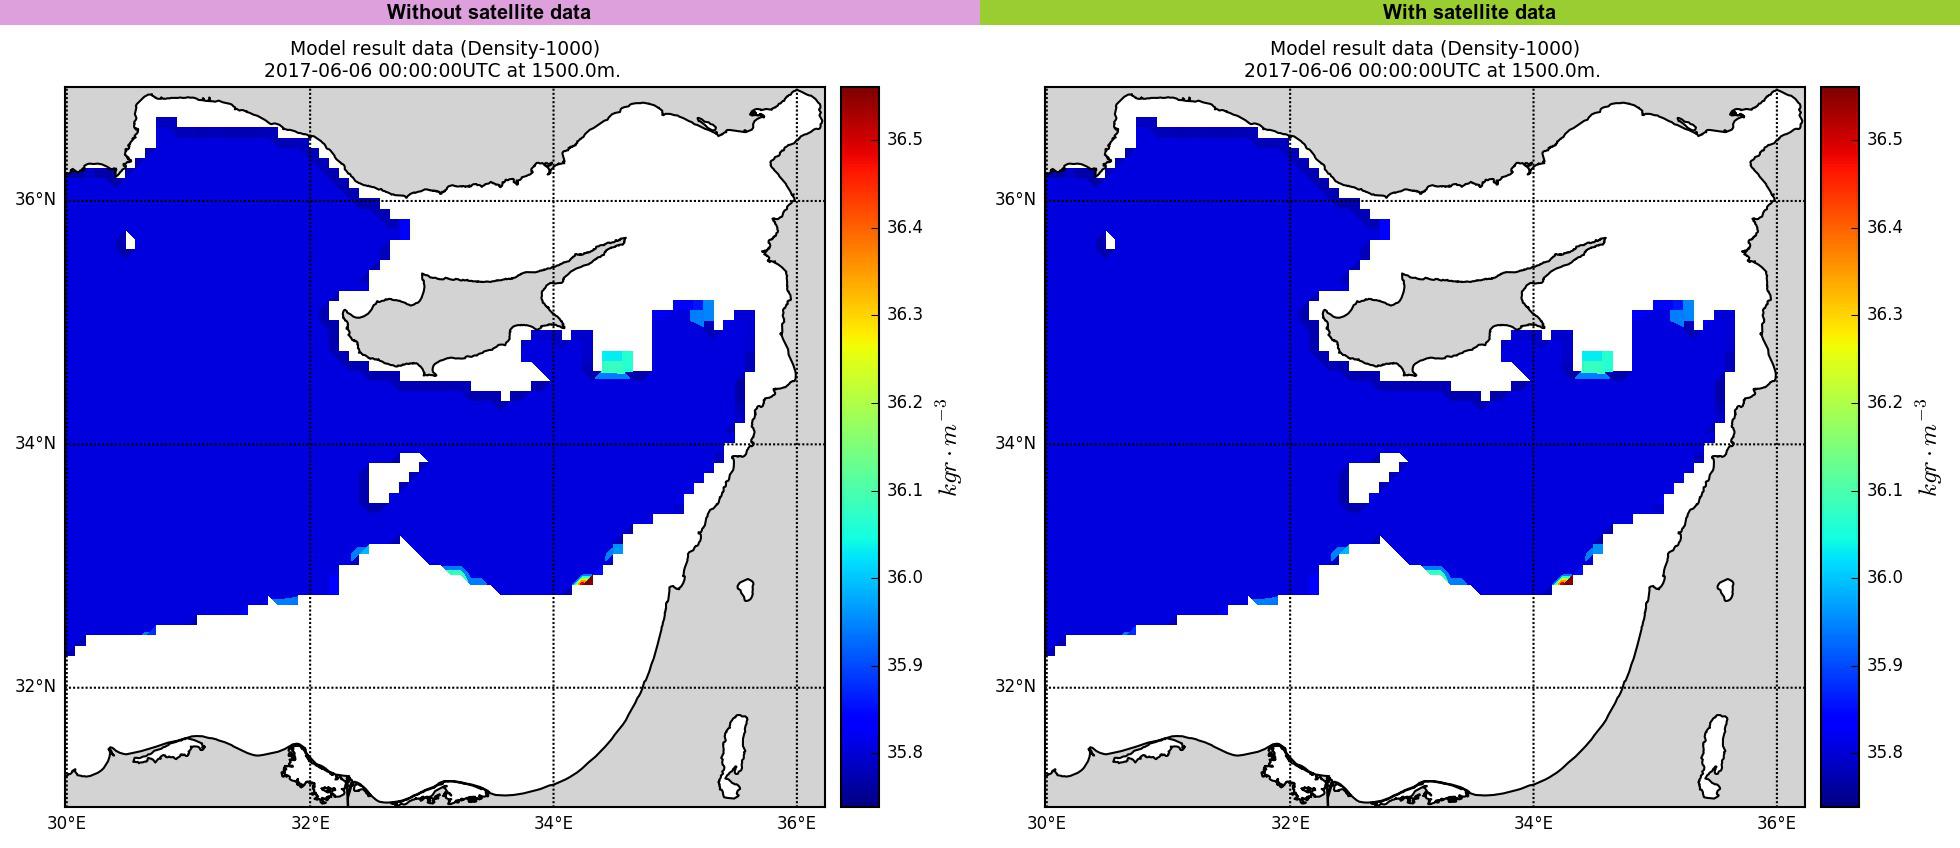 Without satellite data
With satellite data
Model result data (Density-1000)
2017-06-06 00:00:00UTC at 1500.0m.
36°N
34°N
32°N
30°E
32°E
34°E
36°E
36.5
36.4
36.3
36.2
36.1
36.0
35.9
35.8
kgr · m⁻³
Model result data (Density-1000)
2017-06-06 00:00:00UTC at 1500.0m.
36°N
34°N
32°N
30°E
32°E
34°E
36°E
36.5
36.4
36.3
36.2
36.1
36.0
35.9
35.8
kgr · m⁻³